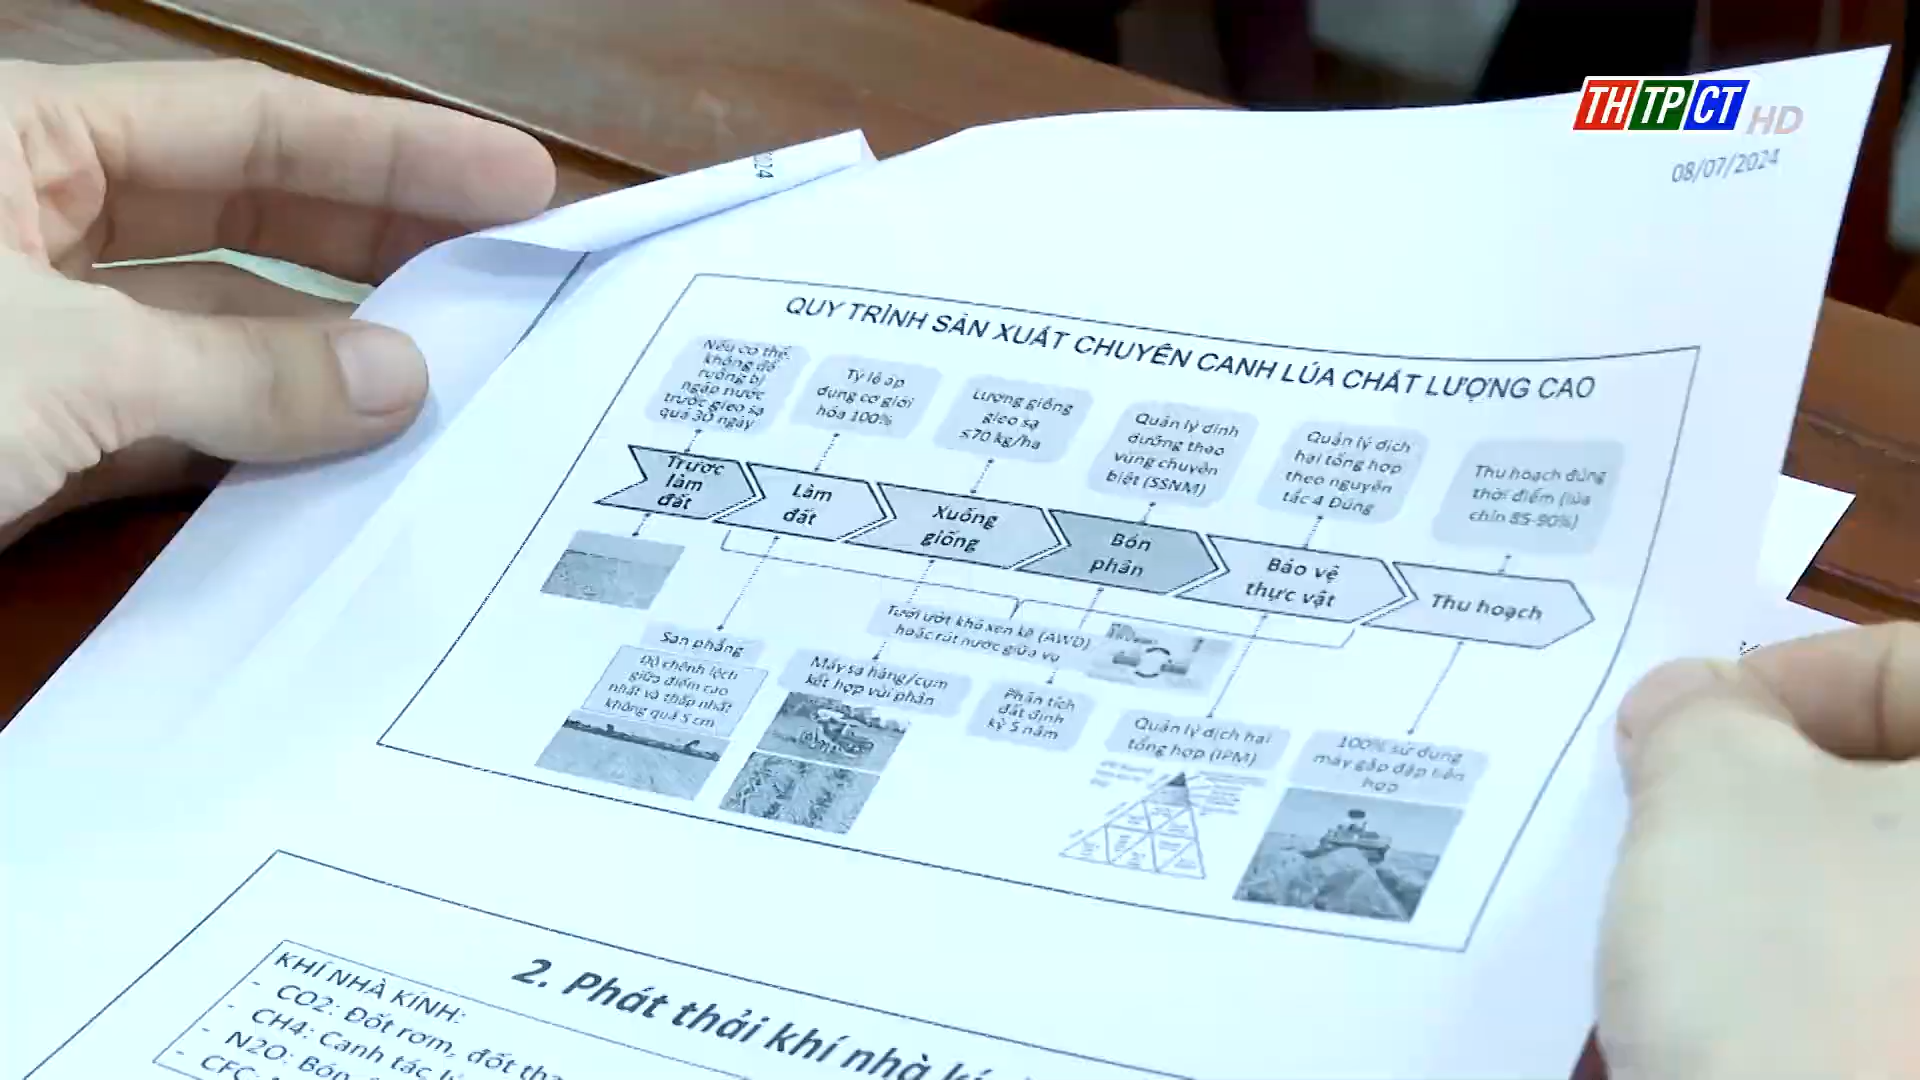 THTPCT HD
08/07/2024
QUY TRÌNH SẢN XUẤT CHUYÊN CANH LÚA CHẤT LƯỢNG CAO
Nếu có thể,
không để
ruộng bị
ngập nước
trước gieo sạ
quá 30 ngày
Tỷ lệ áp
dụng cơ giới
hóa 100%
Lượng giống
gieo sạ
≤70 kg/ha
Quản lý dinh
dưỡng theo
vùng chuyên
biệt (SSNM)
Quản lý dịch
hại tổng hợp
theo nguyên
tắc 4 Đúng
Thu hoạch đúng
thời điểm (lúa
chín 85-90%)
Trước
làm
đất
Làm
đất
Xuống
giống
Bón
phân
Bảo vệ
thực vật
Thu hoạch
Tưới ướt khô xen kẽ (AWD)
hoặc rút nước giữa vụ
San phẳng
Độ chênh lệch
giữa điểm cao
nhất và thấp nhất
không quá 5 cm
Máy sạ hàng/cụm
kết hợp vùi phân
Phân tích
đất định
kỳ 5 năm
Quản lý dịch hại
tổng hợp (IPM)
100% sử dụng
máy gặp đập liên
hợp
2. Phát thải khí nhà
KHÍ NHÀ KÍNH:
- CO2: Đốt rơm, đốt
- CH4: Canh tác
- N2O: Bón
- CFC: